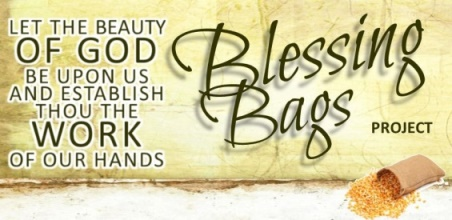 LET THE BEAUTY
OF GOD
BE UPON US
AND ESTABLISH
THOU THE
WORK
OF OUR HANDS
Blessing
Bags
PROJECT